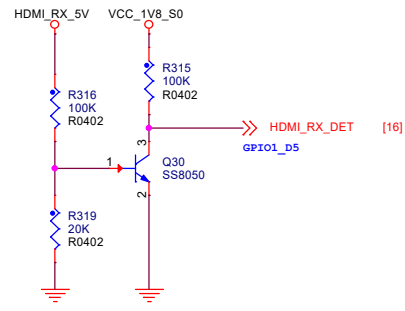 HDMI_RX_5V
VCC_1V8_S0
R315
100K
R0402
R316
100K
R0402
3
HDMI_RX_DET [16]
GPIO1_D5
1
Q30
SS8050
2
R319
20K
R0402